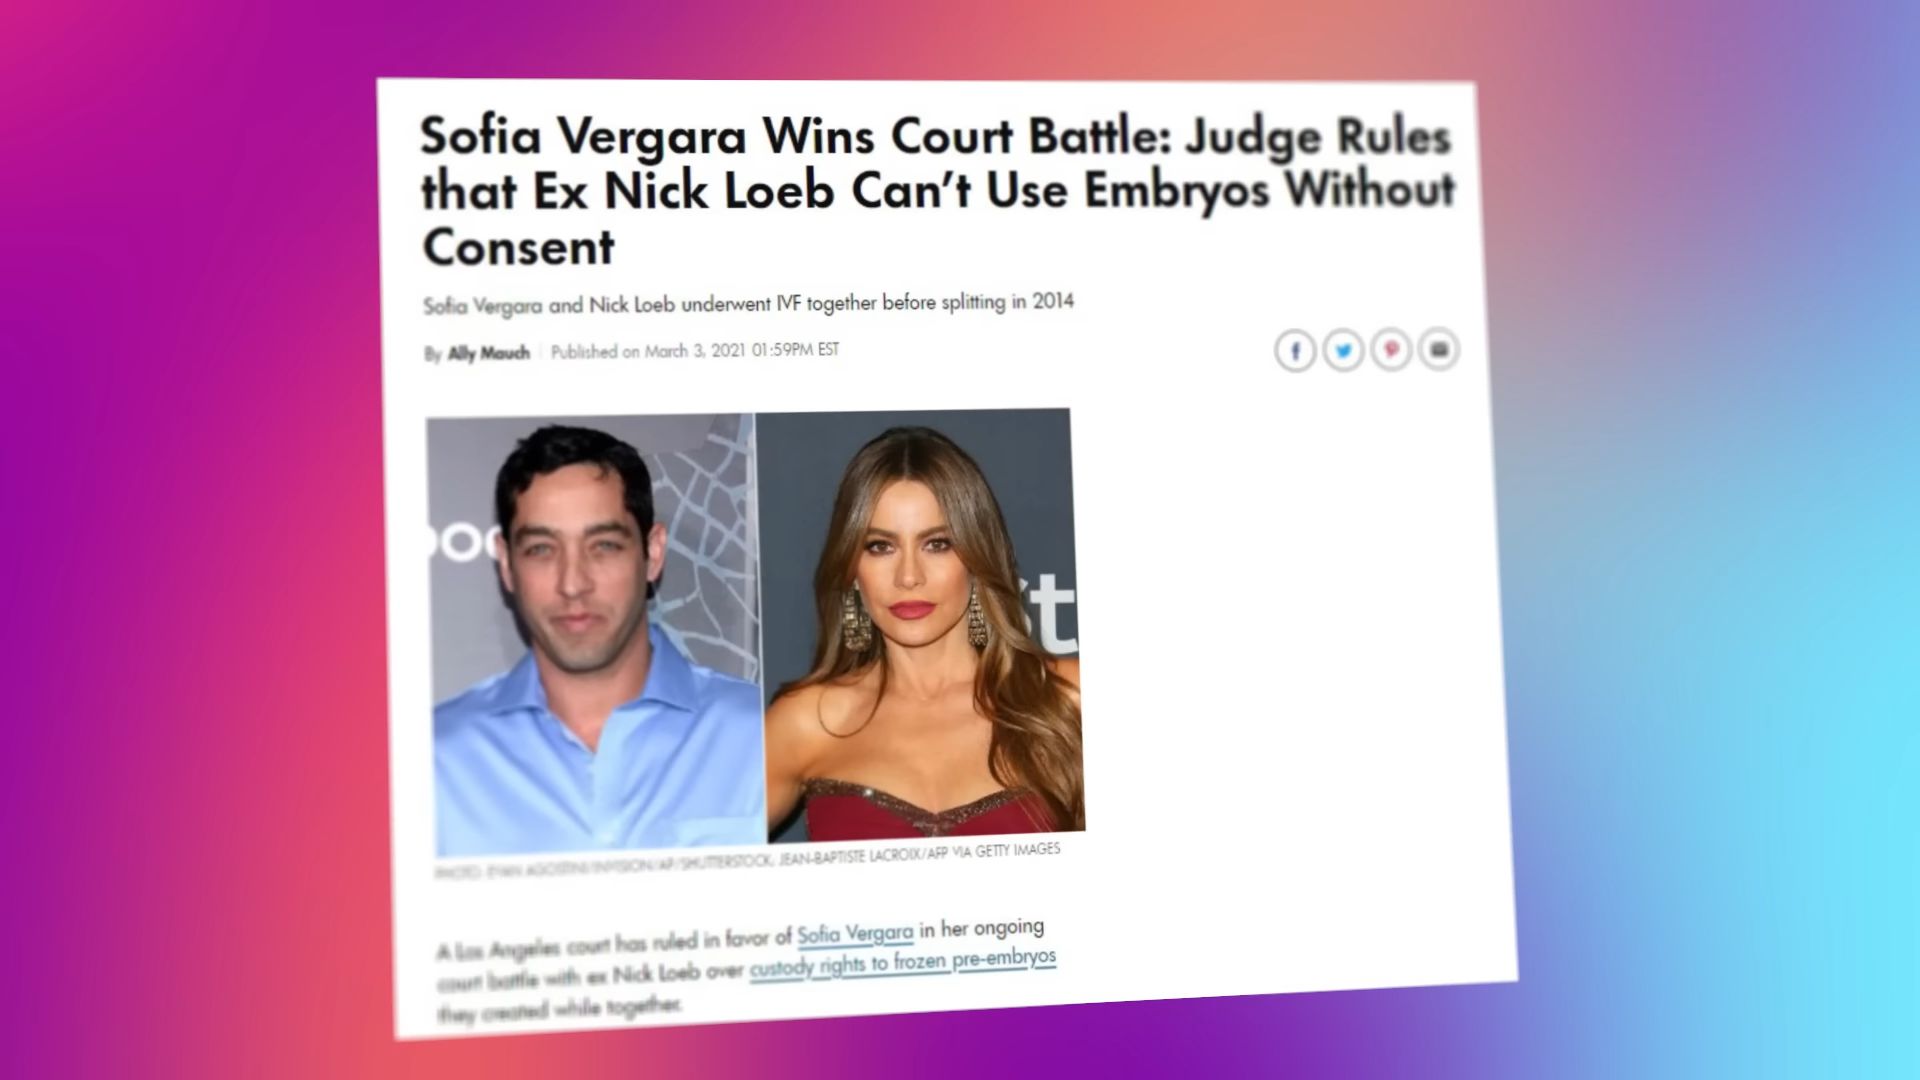 Sofia Vergara Wins Court Battle: Judge Rules
that Ex Nick Loeb Can't Use Embryos Without
Consent
Sofia Vergara and Nick Loeb underwent IVF together before splitting in 2014
By Ally Mauch Published on March 3, 2021 01:59PM EST
f
oo
St
PHOTO: EVAN AGOSTINI/INVISION/AP/SHUTTERSTOCK, JEAN-BAPTISTE LACROIX/AFP VIA GETTY IMAGES
A Los Angeles court has ruled in favor of Sofia Vergara in her ongoing
court battle with ex Nick Loeb over custody rights to frozen pre-embryos
they created while together.